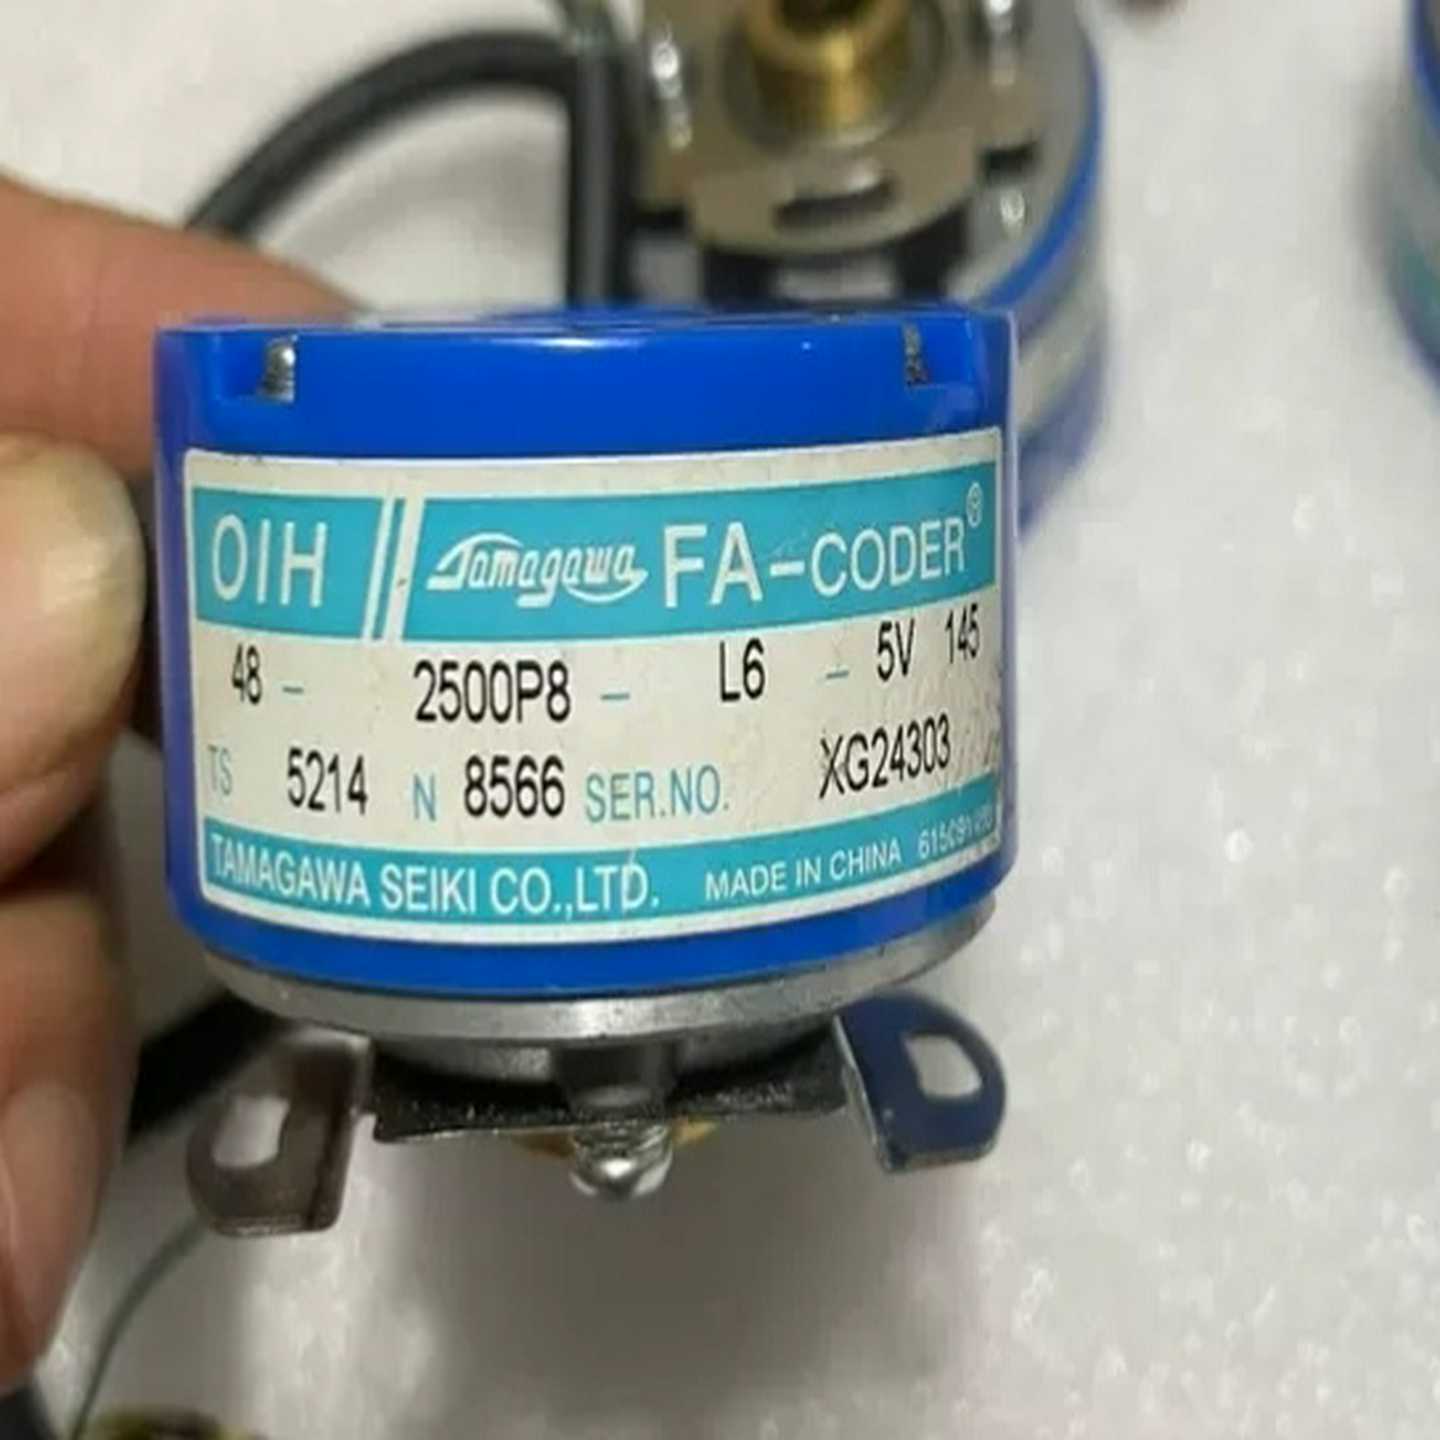 OIH Tamagawa FA-CODER®
48 - 2500P8 - L6 - 5V 145
TS 5214 N 8566 SER.NO. XG24303
TAMAGAWA SEIKI CO.,LTD. MADE IN CHINA